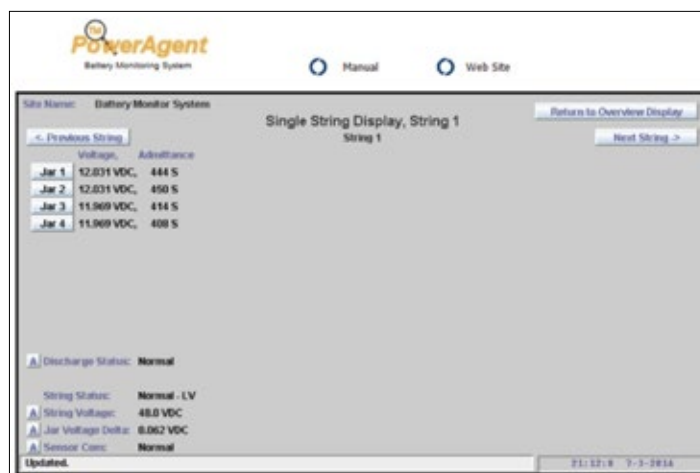 TM
PowerAgent
Battery Monitoring System
Manual
Web Site
Site Name: Battery Monitor System
Return to Overview Display
Single String Display, String 1
<- Previous String
String 1
Next String ->
Voltage, Admittance
Jar 1 12.031 VDC, 444 S
Jar 2 12.031 VDC, 450 S
Jar 3 11.969 VDC, 414 S
Jar 4 11.969 VDC, 408 S
A Discharge Status: Normal
String Status: Normal - LV
A String Voltage: 48.0 VDC
A Jar Voltage Delta: 0.062 VDC
A Sensor Com: Normal
Updated.
21:12:8 7-3-2014